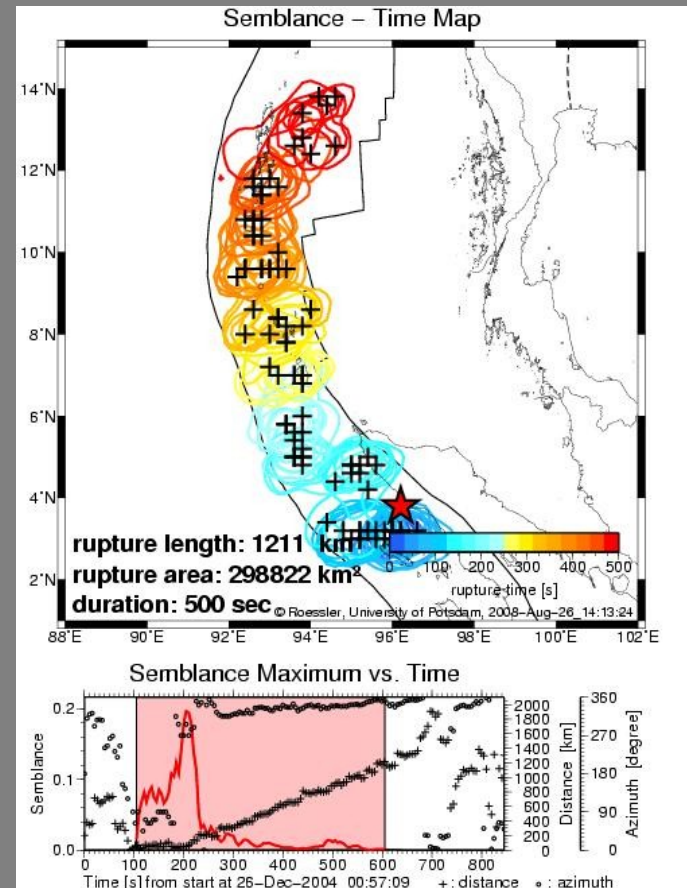 Semblance – Time Map
14˚N
12˚N
10˚N
8˚N
6˚N
4˚N
2˚N
rupture length: 1211 km
rupture area: 298822 km²
duration: 500 sec
0 100 200 300 400 500
rupture time [s]
© Roessler, University of Potsdam, 2008–Aug–26_14:13:24
88˚E 90˚E 92˚E 94˚E 96˚E 98˚E 100˚E 102˚E
Semblance Maximum vs. Time
Semblance
0.2
0.1
0.0
2000
1800
1600
1400
1200
1000
800
600
400
200
0
Distance [km]
360
270
180
90
0
Azimuth [degree]
0 100 200 300 400 500 600 700 800
Time [s] from start at 26–Dec–2004 00:57:09 +: distance ∘: azimuth